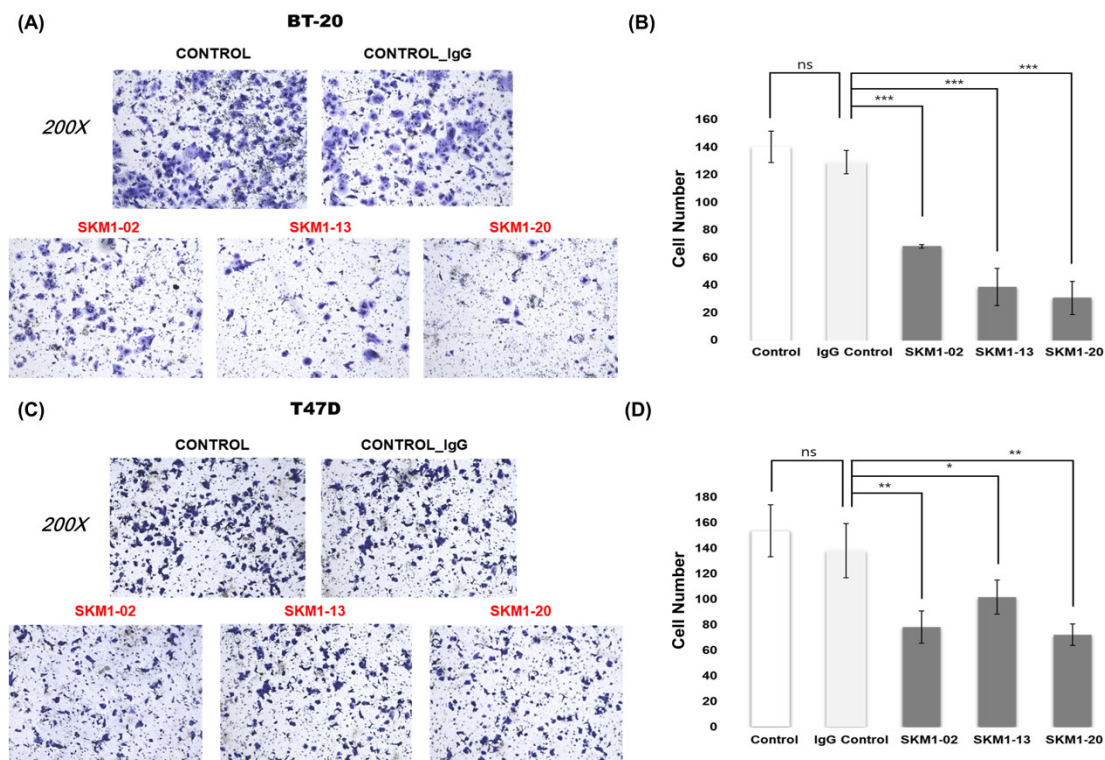 (A)
BT-20
CONTROL
CONTROL_IgG
200X
SKM1-02
SKM1-13
SKM1-20
(B)
ns
***
***
***
Cell Number
160
140
120
100
80
60
40
20
0
Control
IgG Control
SKM1-02
SKM1-13
SKM1-20
(C)
T47D
CONTROL
CONTROL_IgG
200X
SKM1-02
SKM1-13
SKM1-20
(D)
ns
**
*
**
Cell Number
180
160
140
120
100
80
60
40
20
0
Control
IgG Control
SKM1-02
SKM1-13
SKM1-20